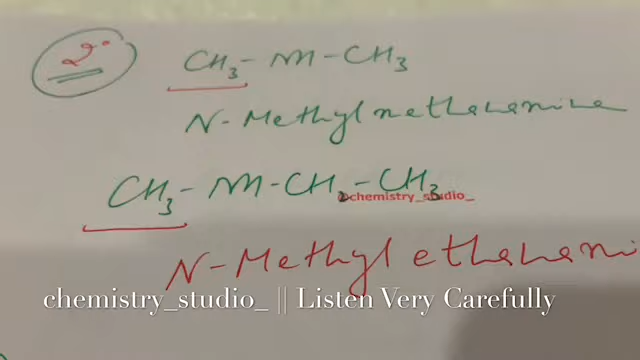 2°
CH₃-NH-CH₃
N-Methylmethanamine
CH₃-NH-CH₂-CH₃
@chemistry_studio_
N-Methylethanami
chemistry_studio_ || Listen Very Carefully